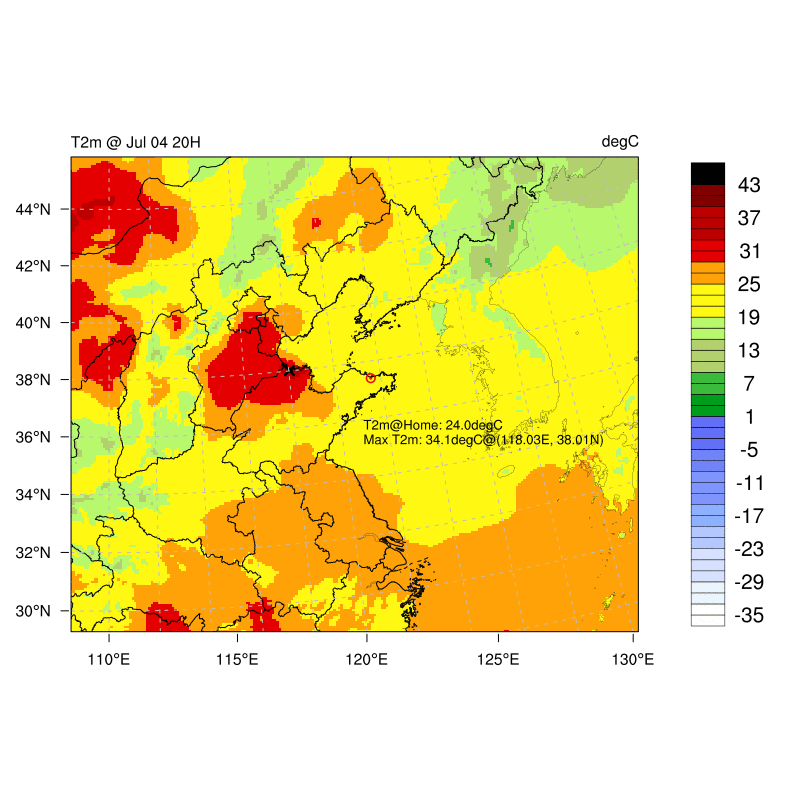 T2m @ Jul 04 20H
degC
44°N
42°N
40°N
38°N
36°N
34°N
32°N
30°N
110°E
115°E
120°E
125°E
130°E
T2m@Home: 24.0degC
Max T2m: 34.1degC@(118.03E, 38.01N)
43
37
31
25
19
13
7
1
-5
-11
-17
-23
-29
-35